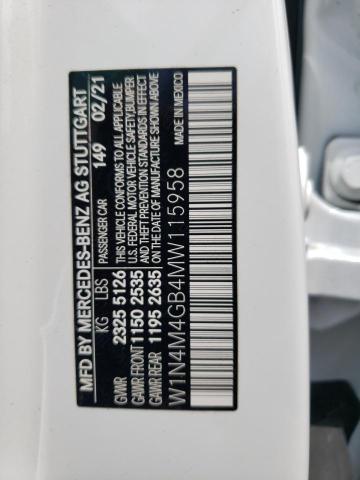 MFD BY MERCEDES-BENZ AG STUTTGART
PASSENGER CAR 149 02/21
KG LBS
GVWR 2325 5126
GAWR FRONT 1150 2535
GAWR REAR 1195 2635
THIS VEHICLE CONFORMS TO ALL APPLICABLE
U.S. FEDERAL MOTOR VEHICLE SAFETY,BUMPER
AND THEFT PREVENTION STANDARDS IN EFFECT
ON THE DATE OF MANUFACTURE SHOWN ABOVE
MADE IN MEXICO
W1N4M4GB4MW115958